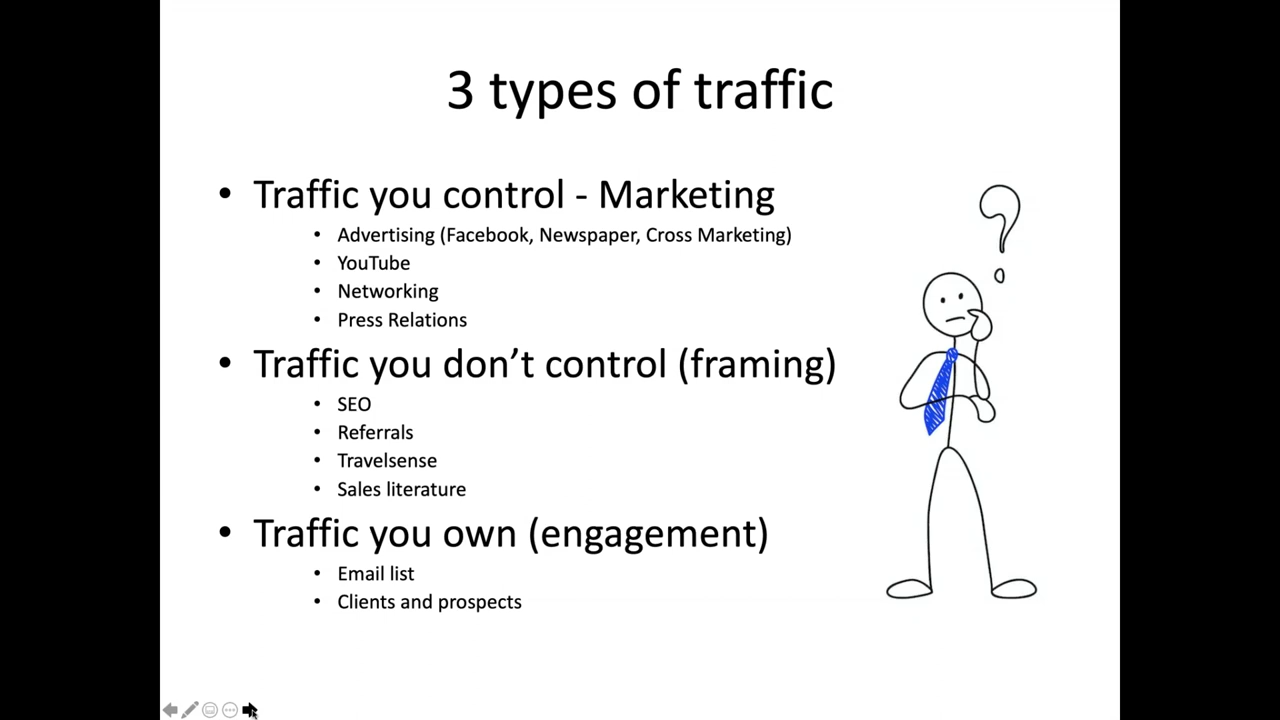 3 types of traffic
• Traffic you control - Marketing
• Advertising (Facebook, Newspaper, Cross Marketing)
• YouTube
• Networking
• Press Relations
• Traffic you don’t control (framing)
• SEO
• Referrals
• Travelsense
• Sales literature
• Traffic you own (engagement)
• Email list
• Clients and prospects